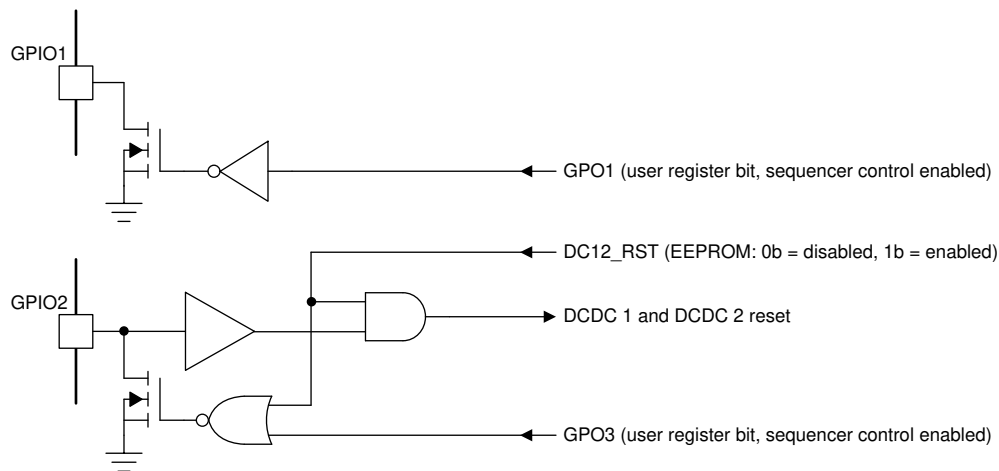 GPIO1
GPO1 (user register bit, sequencer control enabled)
DC12_RST (EEPROM: 0b = disabled, 1b = enabled)
GPIO2
DCDC 1 and DCDC 2 reset
GPO3 (user register bit, sequencer control enabled)